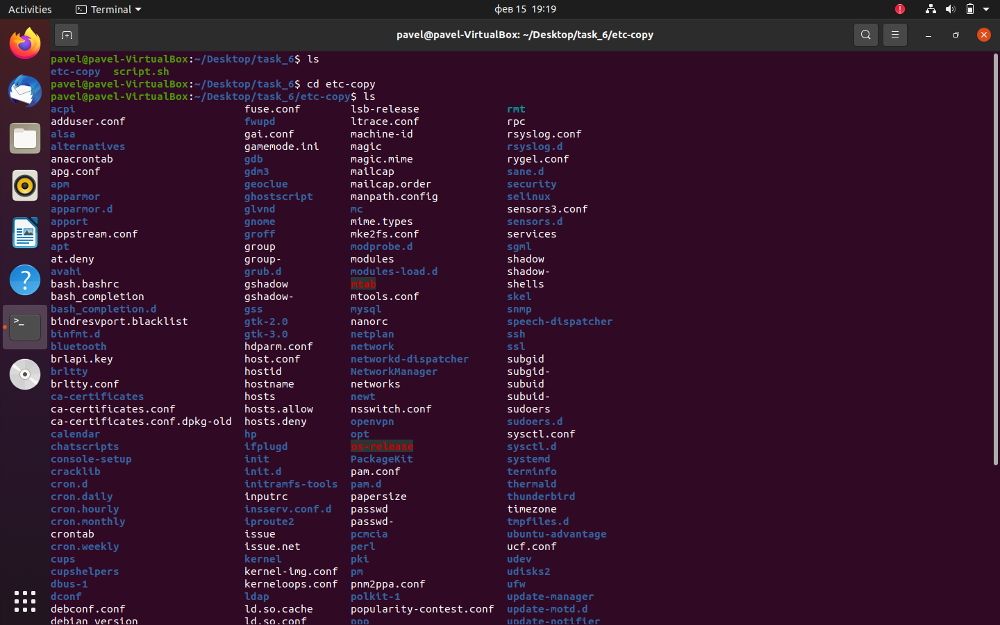 Activities Terminal фев 15 19:19
pavel@pavel-VirtualBox: ~/Desktop/task_6/etc-copy
pavel@pavel-VirtualBox:~/Desktop/task_6$ ls
etc-copy script.sh
pavel@pavel-VirtualBox:~/Desktop/task_6$ cd etc-copy
pavel@pavel-VirtualBox:~/Desktop/task_6/etc-copy$ ls
acpi fuse.conf lsb-release rmt
adduser.conf fwupd ltrace.conf rpc
alsa gai.conf machine-id rsyslog.conf
alternatives gamemode.ini magic rsyslog.d
anacrontab gdb magic.mime rygel.conf
apg.conf gdm3 mailcap sane.d
apm geoclue mailcap.order security
apparmor ghostscript manpath.config selinux
apparmor.d glvnd mc sensors3.conf
apport gnome mime.types sensors.d
appstream.conf groff mke2fs.conf services
apt group modprobe.d sgml
at.deny group- modules shadow
avahi grub.d modules-load.d shadow-
bash.bashrc gshadow mtab shells
bash_completion gshadow- mtools.conf skel
bash_completion.d gss mysql snmp
bindresvport.blacklist gtk-2.0 nanorc speech-dispatcher
binfmt.d gtk-3.0 netplan ssh
bluetooth hdparm.conf network ssl
brlapi.key host.conf networkd-dispatcher subgid
brltty hostid NetworkManager subgid-
brltty.conf hostname networks subuid
ca-certificates hosts newt subuid-
ca-certificates.conf hosts.allow nsswitch.conf sudoers
ca-certificates.conf.dpkg-old hosts.deny openvpn sudoers.d
calendar hp opt sysctl.conf
chatscripts ifplugd os-release sysctl.d
console-setup init PackageKit systemd
cracklib init.d pam.conf terminfo
cron.d initramfs-tools pam.d thermald
cron.daily inputrc papersize thunderbird
cron.hourly insserv.conf.d passwd timezone
cron.monthly iproute2 passwd- tmpfiles.d
crontab issue pcmcia ubuntu-advantage
cron.weekly issue.net perl ucf.conf
cups kernel pki udev
cupshelpers kernel-img.conf pm udisks2
dbus-1 kerneloops.conf pnm2ppa.conf ufw
dconf ldap polkit-1 update-manager
debconf.conf ld.so.cache popularity-contest.conf update-motd.d
debian_version ld.so.conf ppp update-notifier